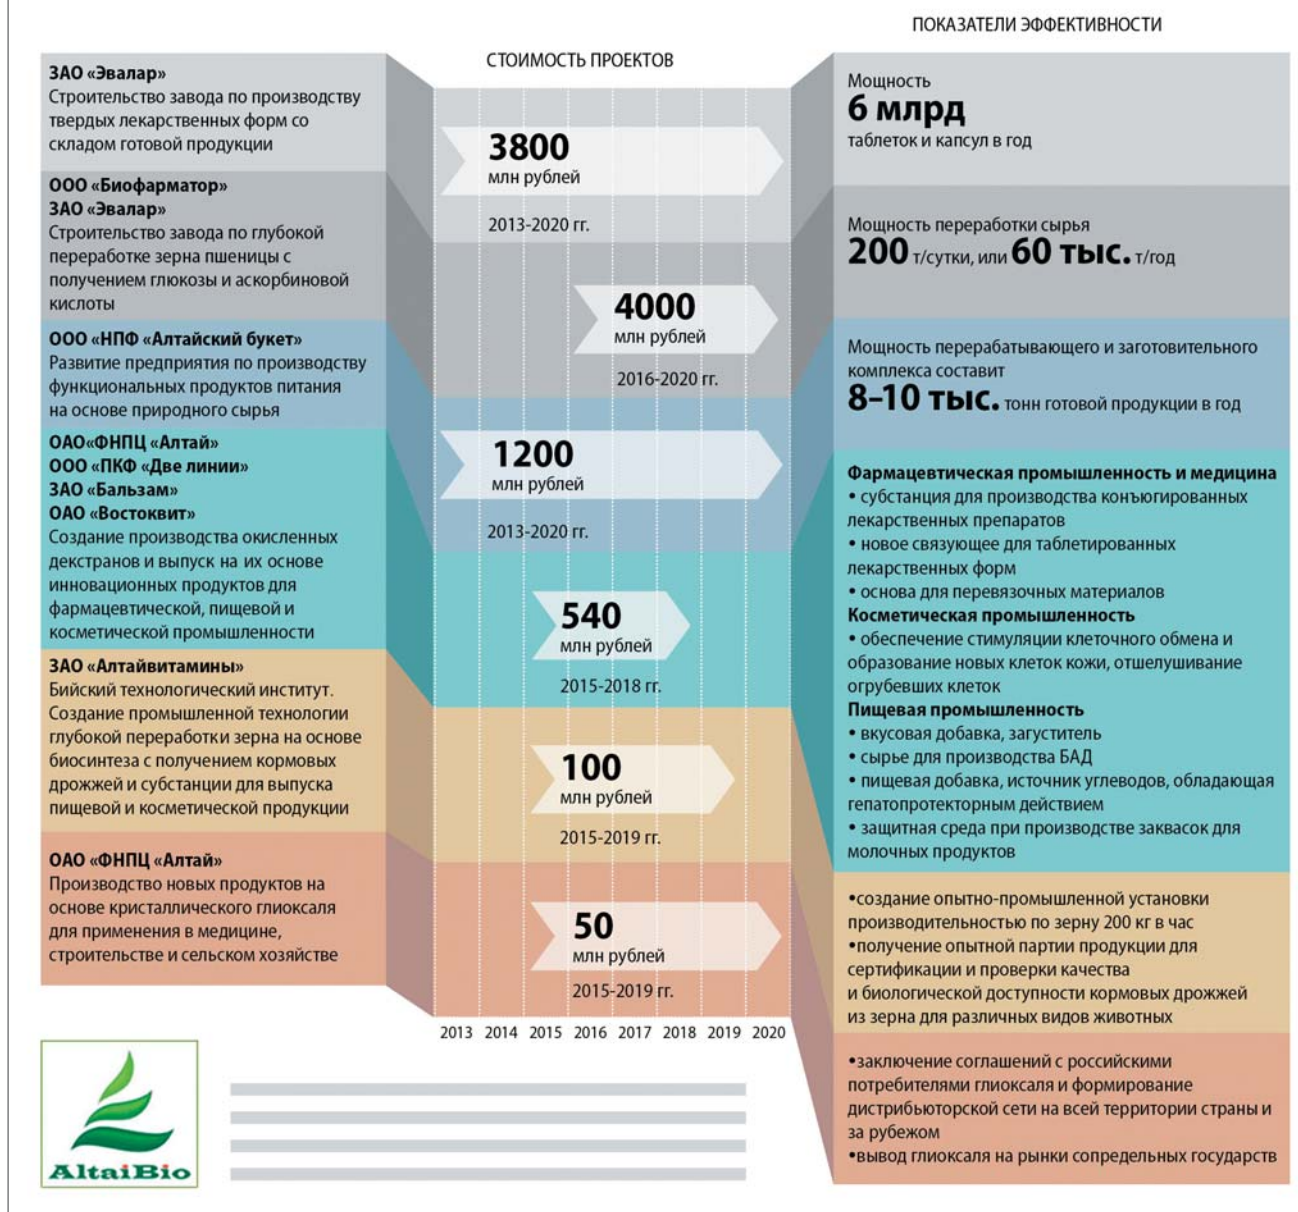 ПОКАЗАТЕЛИ ЭФФЕКТИВНОСТИ
СТОИМОСТЬ ПРОЕКТОВ
ЗАО «Эвалар»
Строительство завода по производству
твердых лекарственных форм со
складом готовой продукции
3800
млн рублей
2013-2020 гг.
Мощность
6 млрд
таблеток и капсул в год
ООО «Биофарматор»
ЗАО «Эвалар»
Строительство завода по глубокой
переработке зерна пшеницы с
получением глюкозы и аскорбиновой
кислоты
4000
млн рублей
2016-2020 гг.
Мощность переработки сырья
200 т/сутки, или 60 тыс. т/год
ООО «НПФ «Алтайский букет»
Развитие предприятия по производству
функциональных продуктов питания
на основе природного сырья
1200
млн рублей
2013-2020 гг.
Мощность перерабатывающего и заготовительного
комплекса составит
8–10 тыс. тонн готовой продукции в год
ОАО«ФНПЦ «Алтай»
ООО «ПКФ «Две линии»
ЗАО «Бальзам»
ОАО «Востоквит»
Создание производства окисленных
декстранов и выпуск на их основе
инновационных продуктов для
фармацевтической, пищевой и
косметической промышленности
540
млн рублей
2015-2018 гг.
Фармацевтическая промышленность и медицина
• субстанция для производства конъюгированных
лекарственных препаратов
• новое связующее для таблетированных
лекарственных форм
• основа для перевязочных материалов
Косметическая промышленность
• обеспечение стимуляции клеточного обмена и
образование новых клеток кожи, отшелушивание
огрубевших клеток
Пищевая промышленность
• вкусовая добавка, загуститель
• сырье для производства БАД
• пищевая добавка, источник углеводов, обладающая
гепатопротекторным действием
• защитная среда при производстве заквасок для
молочных продуктов
ЗАО «Алтайвитамины»
Бийский технологический институт.
Создание промышленной технологии
глубокой переработки зерна на основе
биосинтеза с получением кормовых
дрожжей и субстанции для выпуска
пищевой и косметической продукции
100
млн рублей
2015-2019 гг.
•создание опытно-промышленной установки
производительностью по зерну 200 кг в час
•получение опытной партии продукции для
сертификации и проверки качества
и биологической доступности кормовых дрожжей
из зерна для различных видов животных
ОАО «ФНПЦ «Алтай»
Производство новых продуктов на
основе кристаллического глиоксаля
для применения в медицине,
строительстве и сельском хозяйстве
50
млн рублей
2015-2019 гг.
•заключение соглашений с российскими
потребителями глиоксаля и формирование
дистрибьюторской сети на всей территории страны и
за рубежом
•вывод глиоксаля на рынки сопредельных государств
2013 2014 2015 2016 2017 2018 2019 2020
AltaiBio